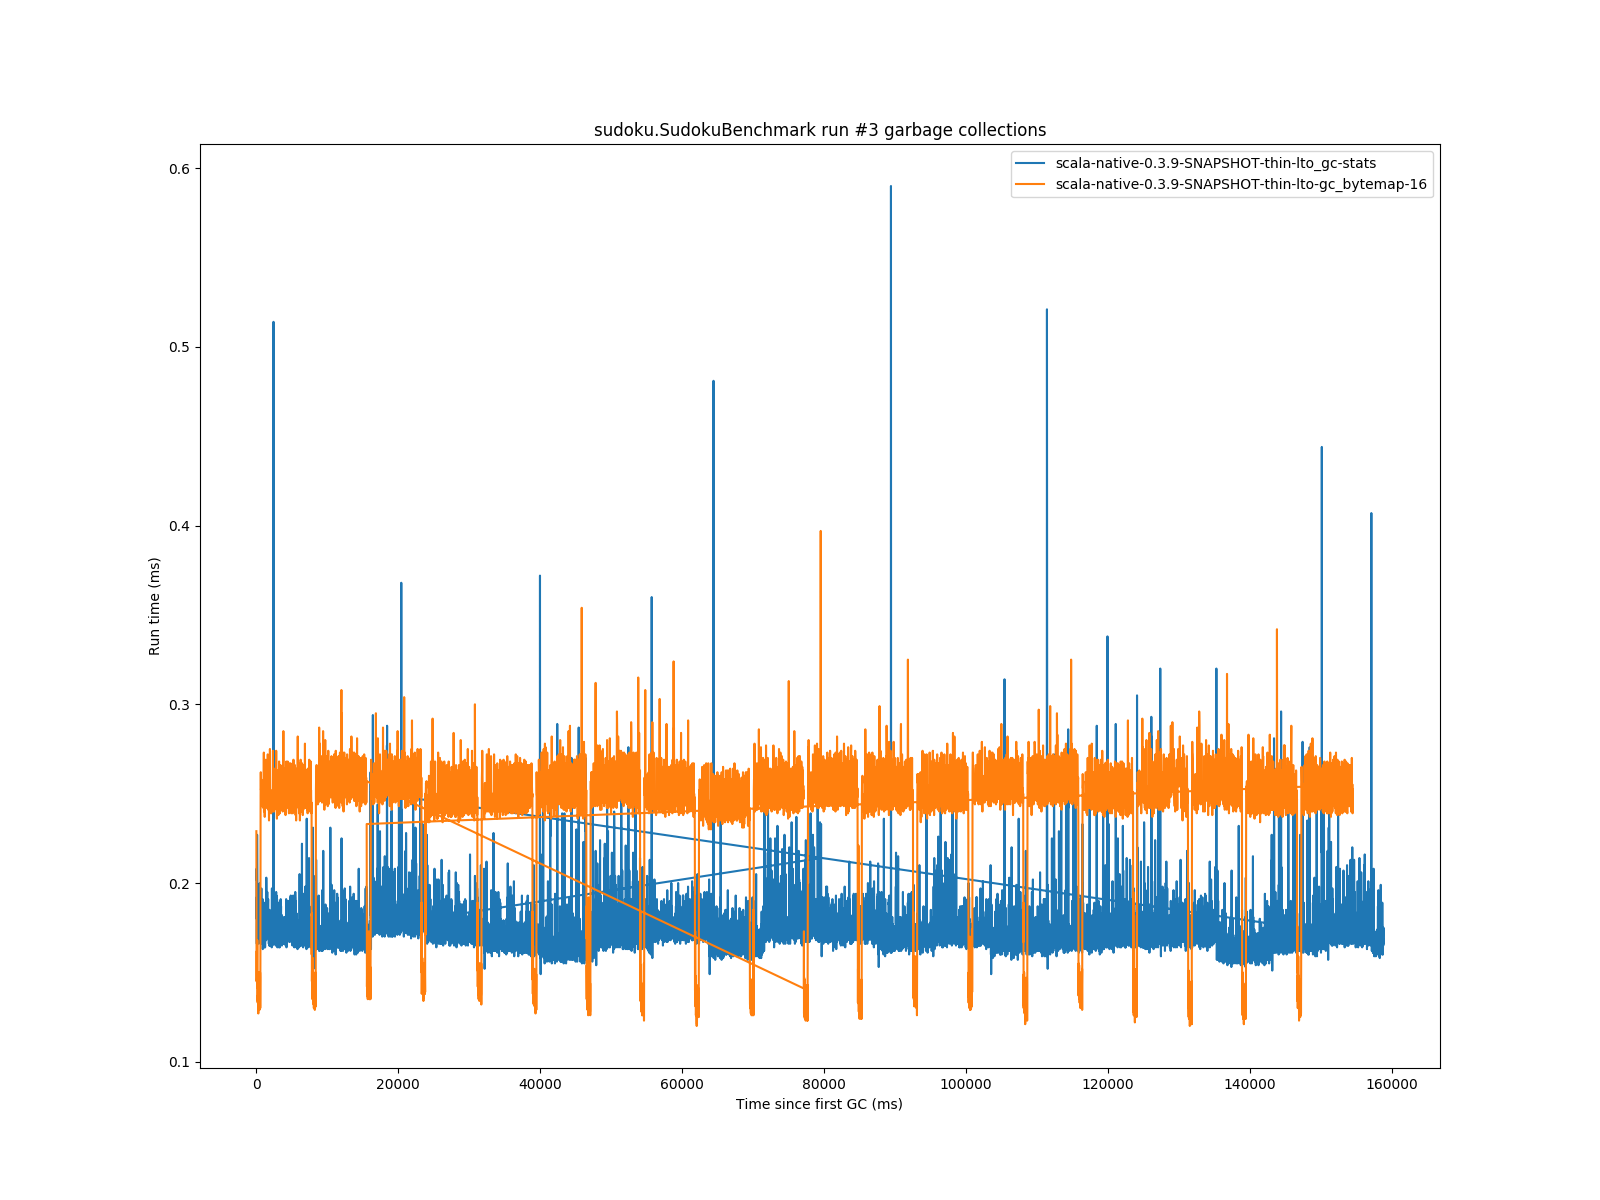 sudoku.SudokuBenchmark run #3 garbage collections
scala-native-0.3.9-SNAPSHOT-thin-lto_gc-stats
scala-native-0.3.9-SNAPSHOT-thin-lto-gc_bytemap-16
0.6
0.5
0.4
0.3
0.2
0.1
Run time (ms)
0 20000 40000 60000 80000 100000 120000 140000 160000
Time since first GC (ms)